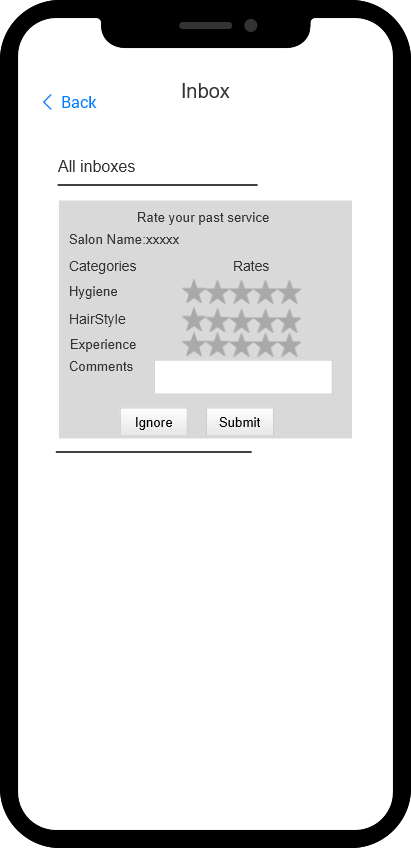 Inbox
Back
All inboxes
Rate your past service
Salon Name:xxxxx
Categories Rates
Hygiene
HairStyle
Experience
Comments
Ignore Submit